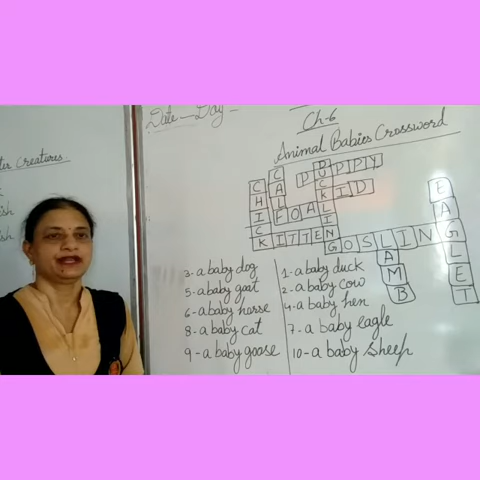 Date - Day -
Ch-6
Animal Babies Crossword
ter Creatures
PUPPY
DUCKLING
CALF
CHICK
KID
FOAL
KITTEN
GOSLING
LAMB
EAGLET
3- a baby dog
5- a baby goat
6- a baby horse
8- a baby cat
9- a baby goose
1- a baby duck
2- a baby cow
4- a baby hen
7- a baby eagle
10- a baby sheep